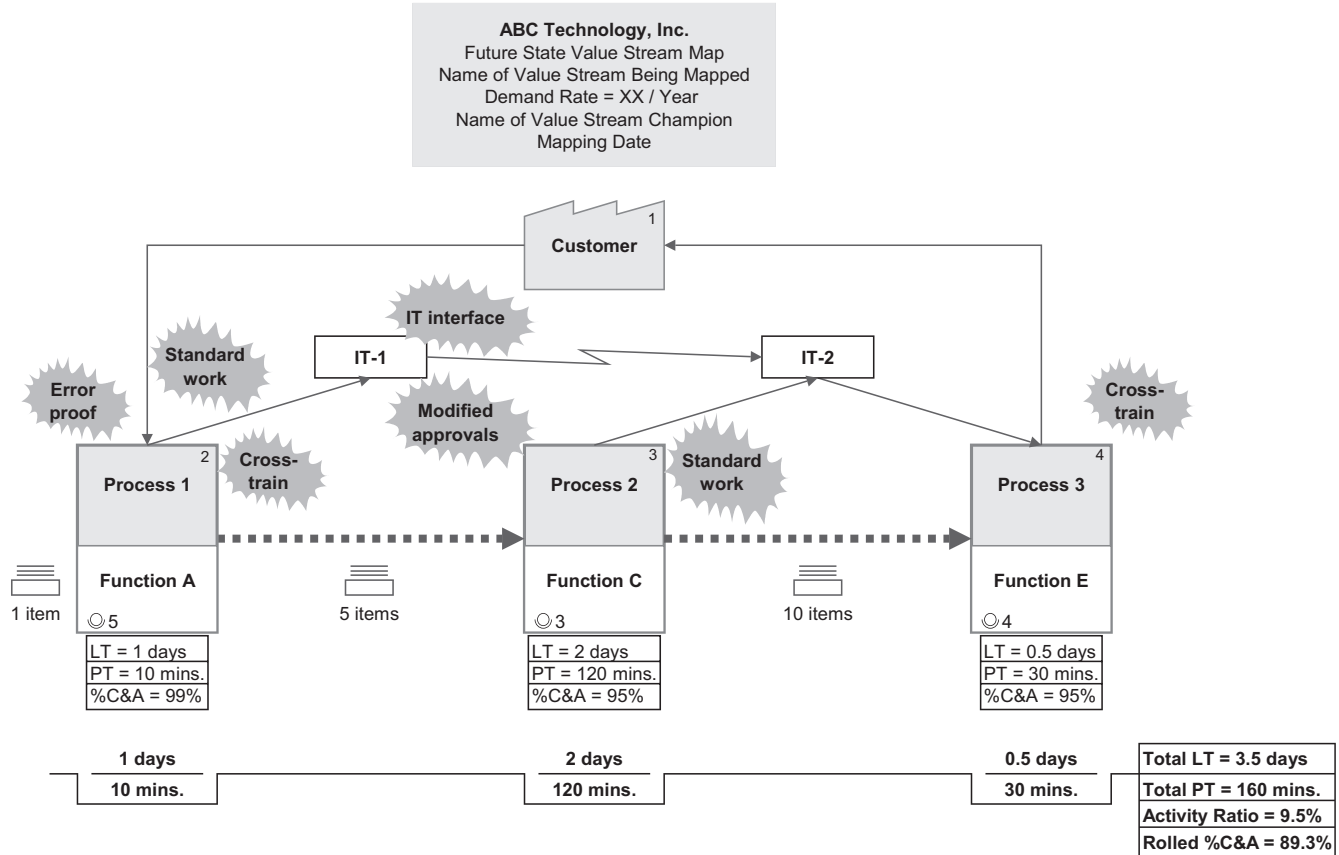 ABC Technology, Inc.
Future State Value Stream Map
Name of Value Stream Being Mapped
Demand Rate = XX / Year
Name of Value Stream Champion
Mapping Date
1
Customer
IT interface
IT-1
IT-2
Standard
work
Error
proof
Modified
approvals
Cross-
train
2
Process 1
Cross-
train
3
Process 2
Standard
work
4
Process 3
Function A
Function C
Function E
1 item
5 items
10 items
5
3
4
LT = 1 days
PT = 10 mins.
%C&A = 99%
LT = 2 days
PT = 120 mins.
%C&A = 95%
LT = 0.5 days
PT = 30 mins.
%C&A = 95%
1 days
10 mins.
2 days
120 mins.
0.5 days
30 mins.
Total LT = 3.5 days
Total PT = 160 mins.
Activity Ratio = 9.5%
Rolled %C&A = 89.3%